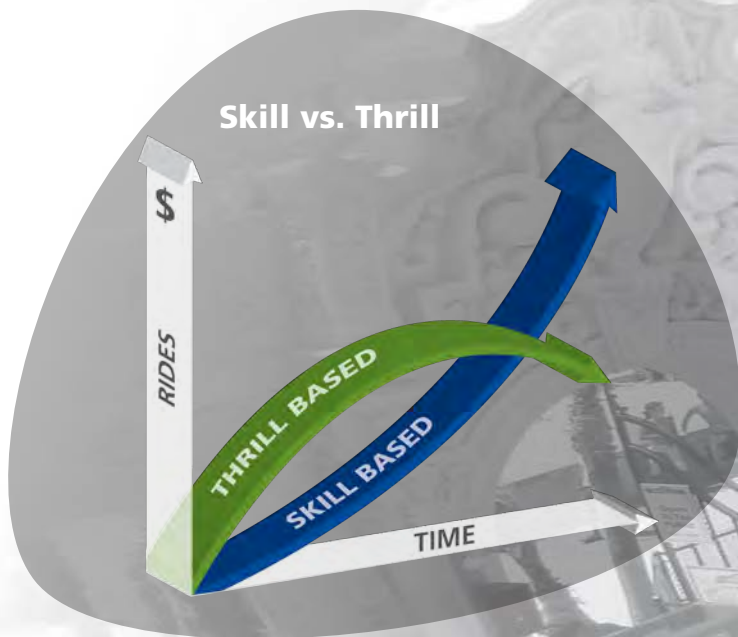 Skill vs. Thrill
$
RIDES
THRILL BASED
SKILL BASED
TIME